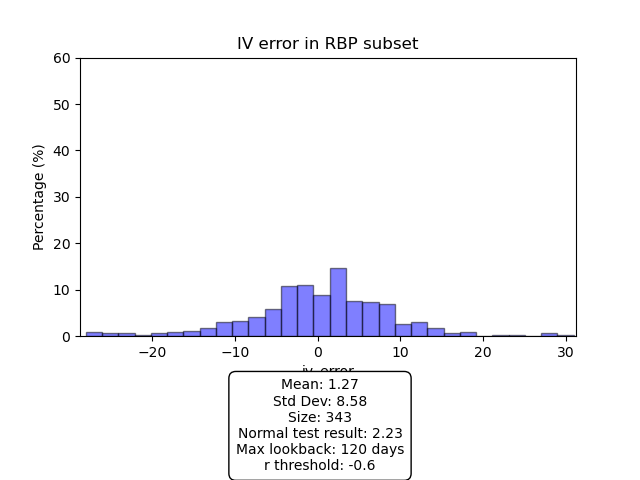 IV error in RBP subset
60
50
40
30
20
10
0
Percentage (%)
−20
−10
0
10
20
30
iv_error
Mean: 1.27
Std Dev: 8.58
Size: 343
Normal test result: 2.23
Max lookback: 120 days
r threshold: -0.6